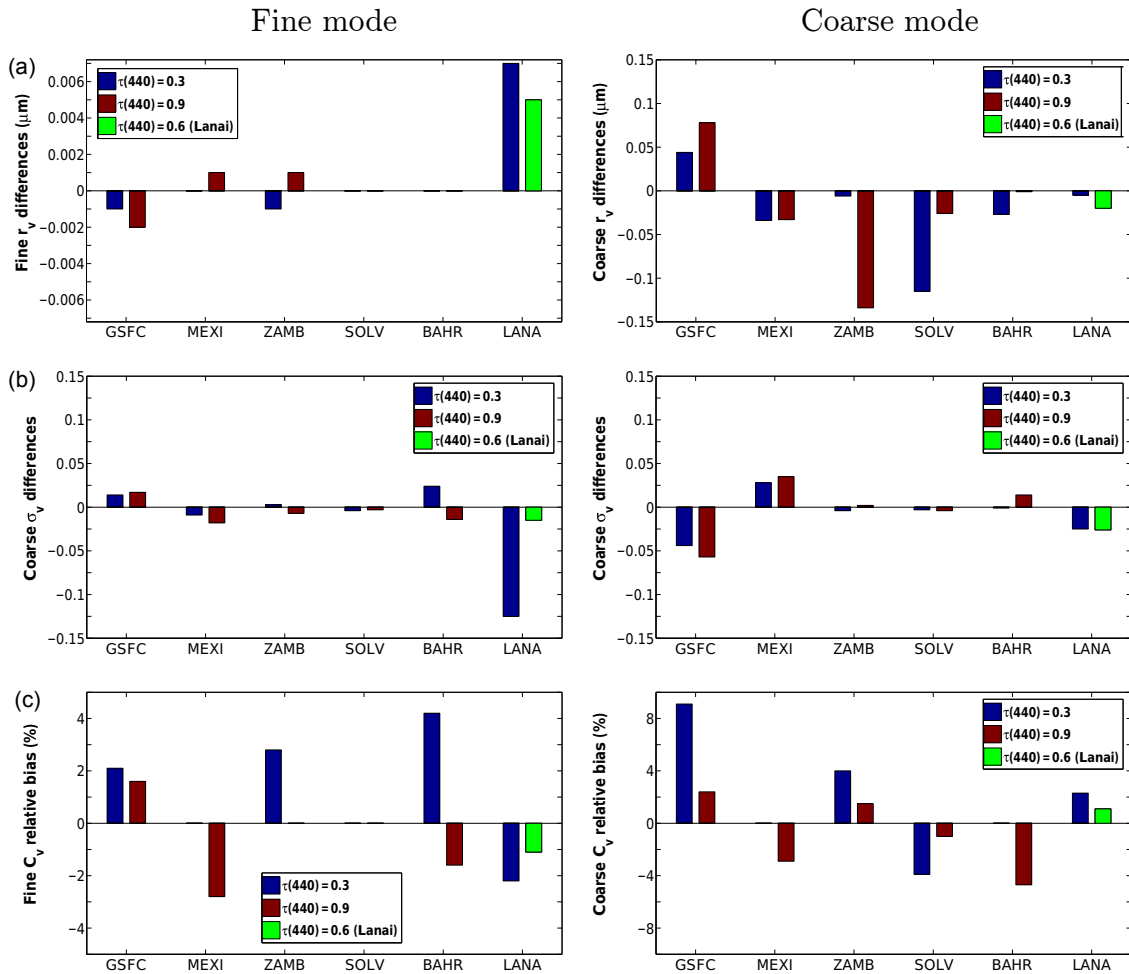 Fine mode
Coarse mode
(a)
Fine r_v differences (μm)
0.006
0.004
0.002
0
−0.002
−0.004
−0.006
τ(440)=0.3
τ(440)=0.9
τ(440)=0.6 (Lanai)
GSFC MEXI ZAMB SOLV BAHR LANA
Coarse r_v differences (μm)
0.15
0.1
0.05
0
−0.05
−0.1
−0.15
τ(440)=0.3
τ(440)=0.9
τ(440)=0.6 (Lanai)
GSFC MEXI ZAMB SOLV BAHR LANA
(b)
Coarse σ_v differences
0.15
0.1
0.05
0
−0.05
−0.1
−0.15
τ(440)=0.3
τ(440)=0.9
τ(440)=0.6 (Lanai)
GSFC MEXI ZAMB SOLV BAHR LANA
Coarse σ_v differences
0.15
0.1
0.05
0
−0.05
−0.1
−0.15
τ(440)=0.3
τ(440)=0.9
τ(440)=0.6 (Lanai)
GSFC MEXI ZAMB SOLV BAHR LANA
(c)
Fine C_v relative bias (%)
4
2
0
−2
−4
τ(440)=0.3
τ(440)=0.9
τ(440)=0.6 (Lanai)
GSFC MEXI ZAMB SOLV BAHR LANA
Coarse C_v relative bias (%)
8
4
0
−4
−8
τ(440)=0.3
τ(440)=0.9
τ(440)=0.6 (Lanai)
GSFC MEXI ZAMB SOLV BAHR LANA